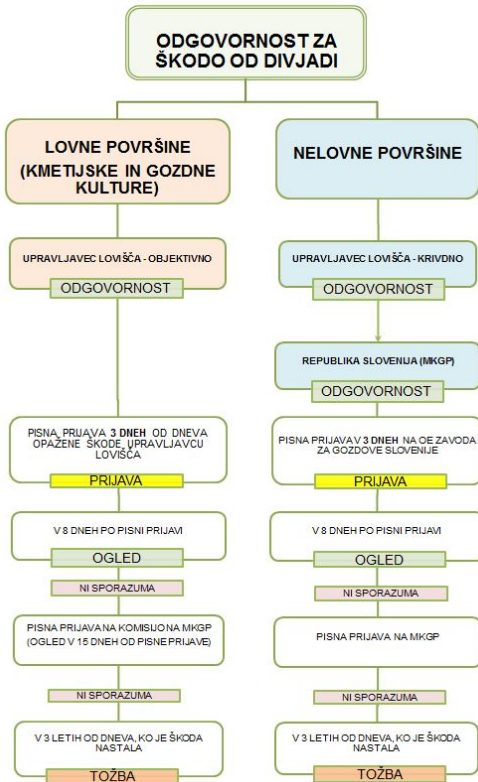 ODGOVORNOST ZA
ŠKODO OD DIVJADI
LOVNE POVRŠINE
(KMETIJSKE IN GOZDNE
KULTURE)
UPRAVLJAVEC LOVIŠČA - OBJEKTIVNO
ODGOVORNOST
PISNA PRIJAVA 3 DNEH OD DNEVA
OPAŽENE ŠKODE, UPRAVLJAVCU
LOVIŠČA
PRIJAVA
V 8 DNEH PO PISNI PRIJAVI
OGLED
NI SPORAZUMA
PISNA PRIJAVA NA KOMISIJO NA MKGP
(OGLED V 15 DNEH OD PISNE PRIJAVE)
NI SPORAZUMA
V 3 LETIH OD DNEVA, KO JE ŠKODA
NASTALA
TOŽBA
NELOVNE POVRŠINE
UPRAVLJAVEC LOVIŠČA - KRIVDNO
ODGOVORNOST
REPUBLIKA SLOVENIJA (MKGP)
ODGOVORNOST
PISNA PRIJAVA V 3 DNEH NA OE ZAVODA
ZA GOZDOVE SLOVENIJE
PRIJAVA
V 8 DNEH PO PISNI PRIJAVI
OGLED
NI SPORAZUMA
PISNA PRIJAVA NA MKGP
NI SPORAZUMA
V 3 LETIH OD DNEVA, KO JE ŠKODA
NASTALA
TOŽBA